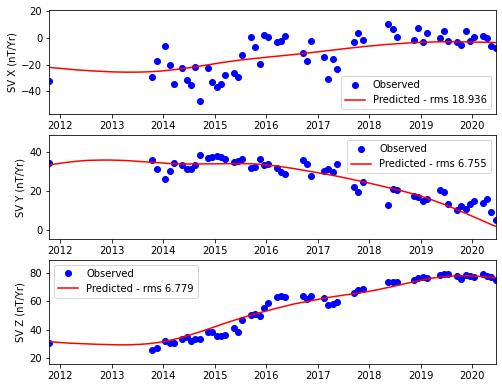 20
0
−20
−40
SV X (nT/Yr)
Observed
Predicted - rms 18.936
2012 2013 2014 2015 2016 2017 2018 2019 2020
40
20
0
SV Y (nT/Yr)
Observed
Predicted - rms 6.755
2012 2013 2014 2015 2016 2017 2018 2019 2020
80
60
40
20
SV Z (nT/Yr)
Observed
Predicted - rms 6.779
2012 2013 2014 2015 2016 2017 2018 2019 2020